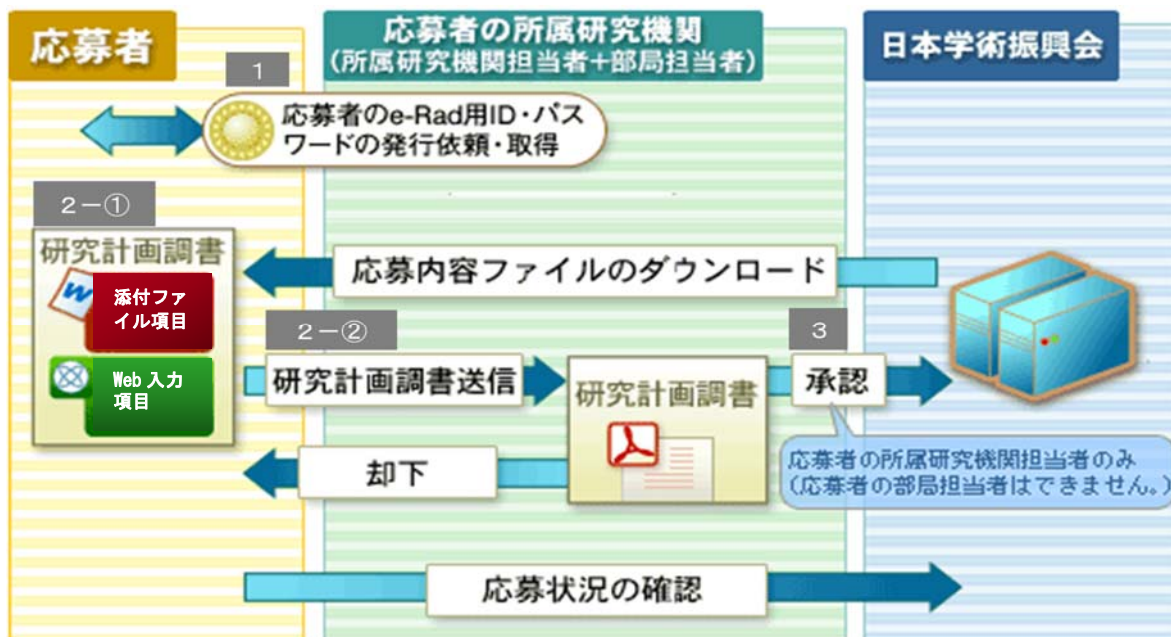 応募者
応募者の所属研究機関
(所属研究機関担当者+部局担当者)
日本学術振興会
1
応募者のe-Rad用ID・パス
ワードの発行依頼・取得
2-①
研究計画調書
W
添付ファ
イル項目
Web 入力
項目
応募内容ファイルのダウンロード
2-②
研究計画調書送信
3
承認
研究計画調書
却下
応募者の所属研究機関担当者のみ
(応募者の部局担当者はできません。)
応募状況の確認